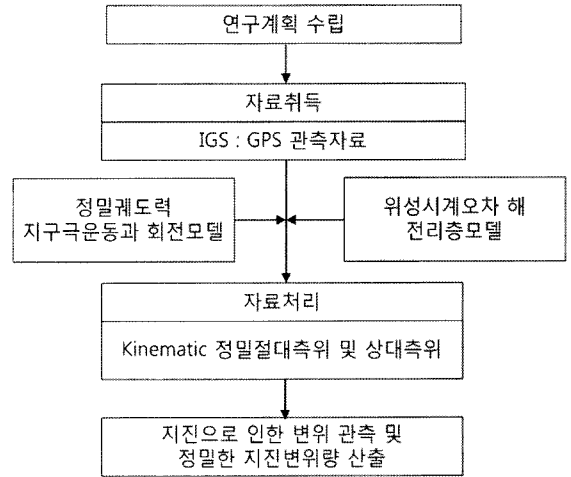 연구계획 수립
자료취득
IGS : GPS 관측자료
정밀궤도력
지구극운동과 회전모델
위성시계오차 해
전리층모델
자료처리
Kinematic 정밀절대측위 및 상대측위
지진으로 인한 변위 관측 및
정밀한 지진변위량 산출